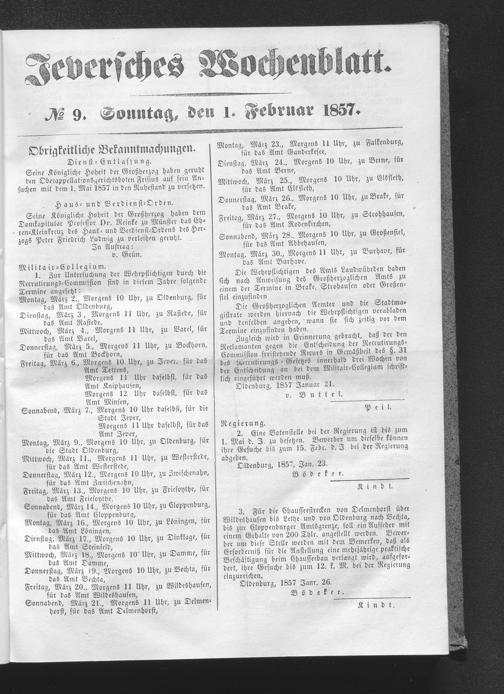 Jeversches Wochenblatt.
№ 9. Sonntag, den 1. Februar 1857.
Obrigkeitliche Bekanntmachungen.
Dienst-Entlassung.
Seine Königliche Hoheit der Großherzog haben geruht
den Oberappellationsgerichtsboten Frisius auf sein An-
suchen mit dem 1. Mai 1857 in den Ruhestand zu versetzen.
Haus- und Verdienst-Orden.
Seine Königliche Hoheit der Großherzog haben dem
Domkapitular Professor Dr. Reinke zu Münster das Eh-
ren-Kleinkreuz des Haus- und Verdienst-Ordens des Her-
zogs Peter Friedrich Ludwig zu verleihen geruht.
In Auftrag:
v. Grün.
Militair-Collegium.
1. Zur Untersuchung der Wehrpflichtigen durch die
Recrutirungs-Commission sind in diesem Jahre folgende
Termine angesetzt:
Montag, März 2., Morgens 10 Uhr, zu Oldenburg, für
das Amt Oldenburg,
Dienstag, März 3., Morgens 11 Uhr, zu Rastede, für
das Amt Rastede,
Mittwoch, März 4., Morgens 11 Uhr, zu Varel, für
das Amt Varel,
Donnerstag, März 5., Morgens 11 Uhr, zu Bockhorn,
für das Amt Bockhorn,
Freitag, März 6., Morgens 10 Uhr, zu Jever, für das
Amt Tettens,
Morgens 11 Uhr daselbst, für das
Amt Kniphausen,
Morgens 12 Uhr daselbst, für das
Amt Minsen,
Sonnabend, März 7., Morgens 10 Uhr, zu Jever, für die
Stadt Jever,
Morgens 11 Uhr daselbst, für das
Amt Jever,
Montag, März 9., Morgens 10 Uhr, zu Oldenburg, für
die Stadt Oldenburg,
Mittwoch, März 11., Morgens 11 Uhr, zu Westerstede,
für das Amt Westerstede,
Donnerstag, März 12., Morgens 10 Uhr, zu Zwischenahn,
für das Amt Zwischenahn,
Freitag, März 13., Morgens 10 Uhr, zu Friesoythe, für
das Amt Friesoythe,
Sonnabend, März 14., Morgens 10 Uhr, zu Cloppenburg,
für das Amt Cloppenburg,
Montag, März 16., Morgens 10 Uhr, zu Löningen, für
das Amt Löningen,
Dienstag, März 17., Morgens 10 Uhr, zu Dinklage, für
das Amt Steinfeld,
Mittwoch, März 18., Morgens 10 Uhr, zu Damme,
für das Amt Damme,
Donnerstag, März 19., Morgens 10 Uhr, zu Vechta, für
das Amt Vechta,
Freitag, März 20., Morgens 11 Uhr, zu Wildeshausen,
für das Amt Wildeshausen,
Sonnabend, März 21., Morgens 11 Uhr, zu Delmen-
horst, für das Amt Delmenhorst,
Montag, März 23., Morgens 11 Uhr, zu Falkenburg,
für das Amt Ganderkesee,
Dienstag, März 24., Morgens 10 Uhr, zu Berne, für
das Amt Berne,
Mittwoch, März 25., Morgens 10 Uhr, zu Elsfleth,
für das Amt Elsfleth,
Donnerstag, März 26., Morgens 10 Uhr, zu Brake, für
das Amt Brake,
Freitag, März 27., Morgens 10 Uhr, zu Strohhausen,
für das Amt Rodenkirchen,
Sonnabend, März 28., Morgens 10 Uhr, zu Großensiel,
für das Amt Abbehausen,
Montag, März 30., Morgens 11 Uhr, zu Burhave, für
das Amt Burhave.
Die Wehrpflichtigen des Amts Landwührden haben
sich nach Anweisung des Großherzoglichen Amts zu
einem der Termine in Brake, Strohausen oder Großen-
siel einzufinden.
Die Großherzoglichen Aemter und die Stadtma-
gistrate werden hiernach die Wehrpflichtigen verabladen
und denselben angeben, wann sie sich zeitig vor dem
Termine einzufinden haben.
Zugleich wird in Erinnerung gebracht, daß der den
Reclamanten gegen die Entscheidung der Recrutirungs-
Commission freistehende Recurs in Gemäßheit des §. 31
des Recrutirungs-Gesetzes innerhalb drei Wochen von
der Entscheidung an bei dem Militair-Collegium schrift-
lich eingeführt werden muß.
Oldenburg, 1857 Januar 21.
v. Buttel.
Peil.
Regierung.
2. Eine Botenstelle bei der Regierung ist bis zum
1. Mai d. J. zu besetzen. Bewerber um dieselbe können
ihre Gesuche bis zum 15. Febr. d. J. bei der Regierung
abgeben.
Oldenburg, 1857, Jan. 23.
Bödeker.
Kindt.
3. Für die Chausseestrecken von Delmenhorst über
Wildeshausen bis Lethe und von Oldenburg nach Vechta,
bis zur Cloppenburger Amtsgrenze, soll ein Aufseher mit
einem Gehalte von 200 Thlr. angestellt werden. Bewer-
ber um diese Stelle werden mit dem Bemerken, daß als
Erforderniß für die Anstellung eine mehrjährige praktische
Beschäftigung beim Chausseebau verlangt wird, aufgefor-
dert, ihre Gesuche bis zum 12. k. M. bei der Regierung
einzureichen.
Oldenburg, 1857 Janr. 26.
Bödeker.
Kindt.